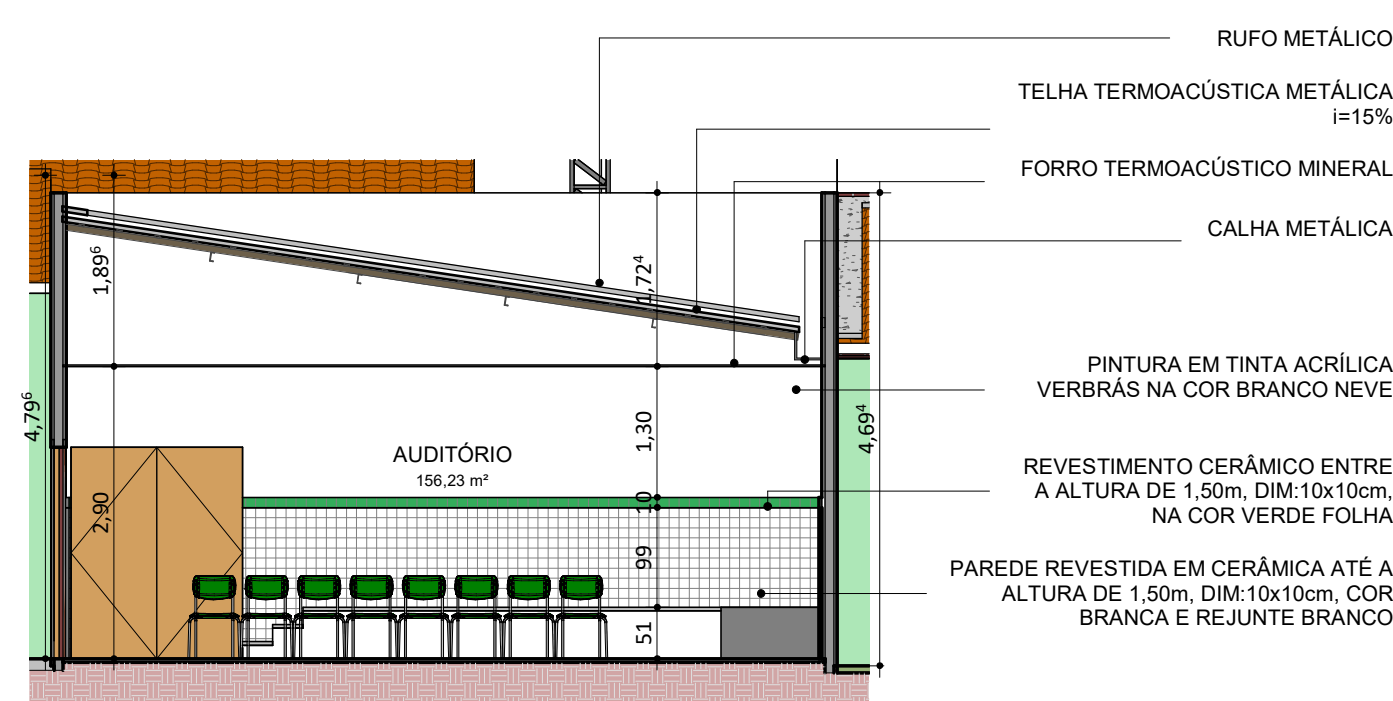 RUFO METÁLICO
TELHA TERMOACÚSTICA METÁLICA
i=15%
FORRO TERMOACÚSTICO MINERAL
CALHA METÁLICA
1,89⁶
1,72⁴
PINTURA EM TINTA ACRÍLICA
VERBRÁS NA COR BRANCO NEVE
4,79⁶
1,30
4,69⁴
AUDITÓRIO
156,23 m²
REVESTIMENTO CERÂMICO ENTRE
A ALTURA DE 1,50m, DIM:10x10cm,
NA COR VERDE FOLHA
2,90
10
99
PAREDE REVESTIDA EM CERÂMICA ATÉ A
ALTURA DE 1,50m, DIM:10x10cm, COR
BRANCA E REJUNTE BRANCO
51